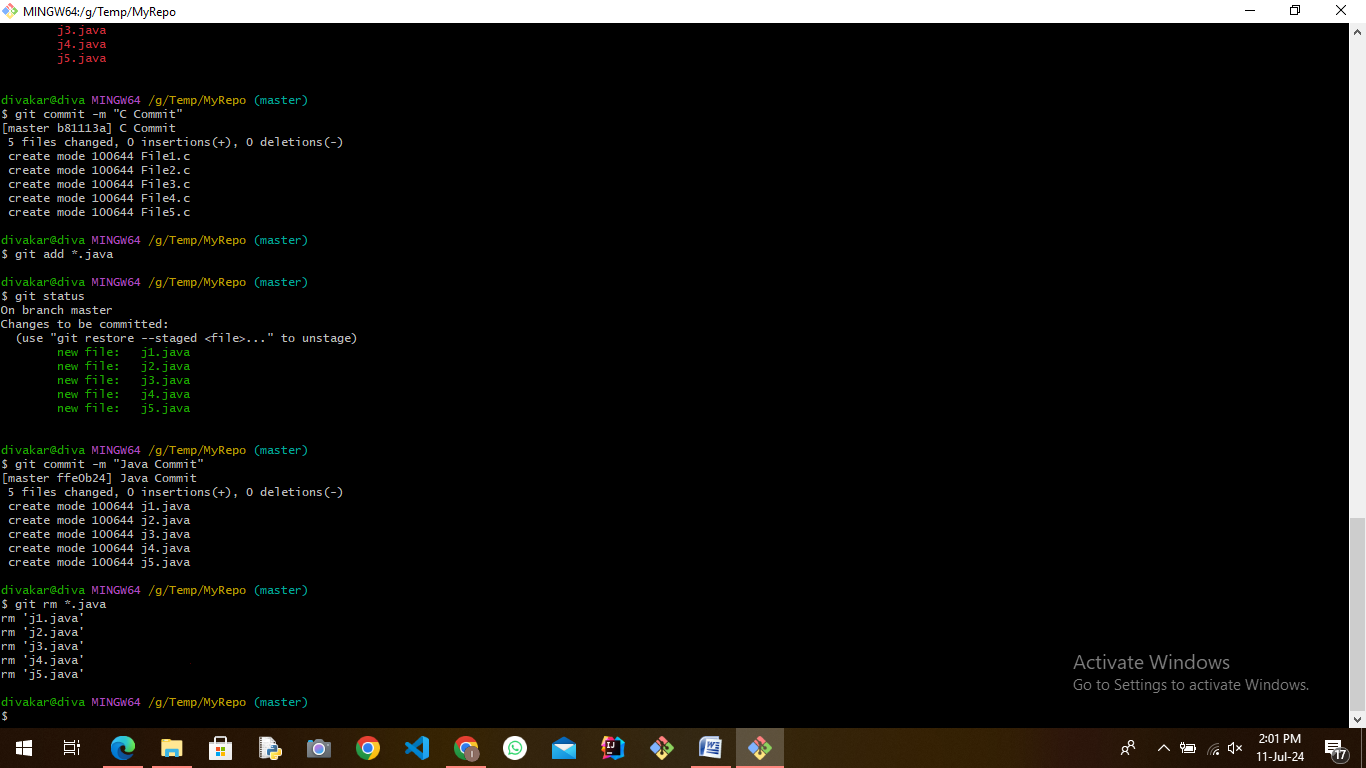 MINGW64:/g/Temp/MyRepo
j3.java
j4.java
j5.java
divakar@diva MINGW64 /g/Temp/MyRepo (master)
$ git commit -m "C Commit"
[master b81113a] C Commit
5 files changed, 0 insertions(+), 0 deletions(-)
create mode 100644 File1.c
create mode 100644 File2.c
create mode 100644 File3.c
create mode 100644 File4.c
create mode 100644 File5.c
divakar@diva MINGW64 /g/Temp/MyRepo (master)
$ git add *.java
divakar@diva MINGW64 /g/Temp/MyRepo (master)
$ git status
On branch master
Changes to be committed:
(use "git restore --staged <file>..." to unstage)
new file:   j1.java
new file:   j2.java
new file:   j3.java
new file:   j4.java
new file:   j5.java
divakar@diva MINGW64 /g/Temp/MyRepo (master)
$ git commit -m "Java Commit"
[master ffe0b24] Java Commit
5 files changed, 0 insertions(+), 0 deletions(-)
create mode 100644 j1.java
create mode 100644 j2.java
create mode 100644 j3.java
create mode 100644 j4.java
create mode 100644 j5.java
divakar@diva MINGW64 /g/Temp/MyRepo (master)
$ git rm *.java
rm 'j1.java'
rm 'j2.java'
rm 'j3.java'
rm 'j4.java'
rm 'j5.java'
divakar@diva MINGW64 /g/Temp/MyRepo (master)
$
Activate Windows
Go to Settings to activate Windows.
2:01 PM
11-Jul-24
17